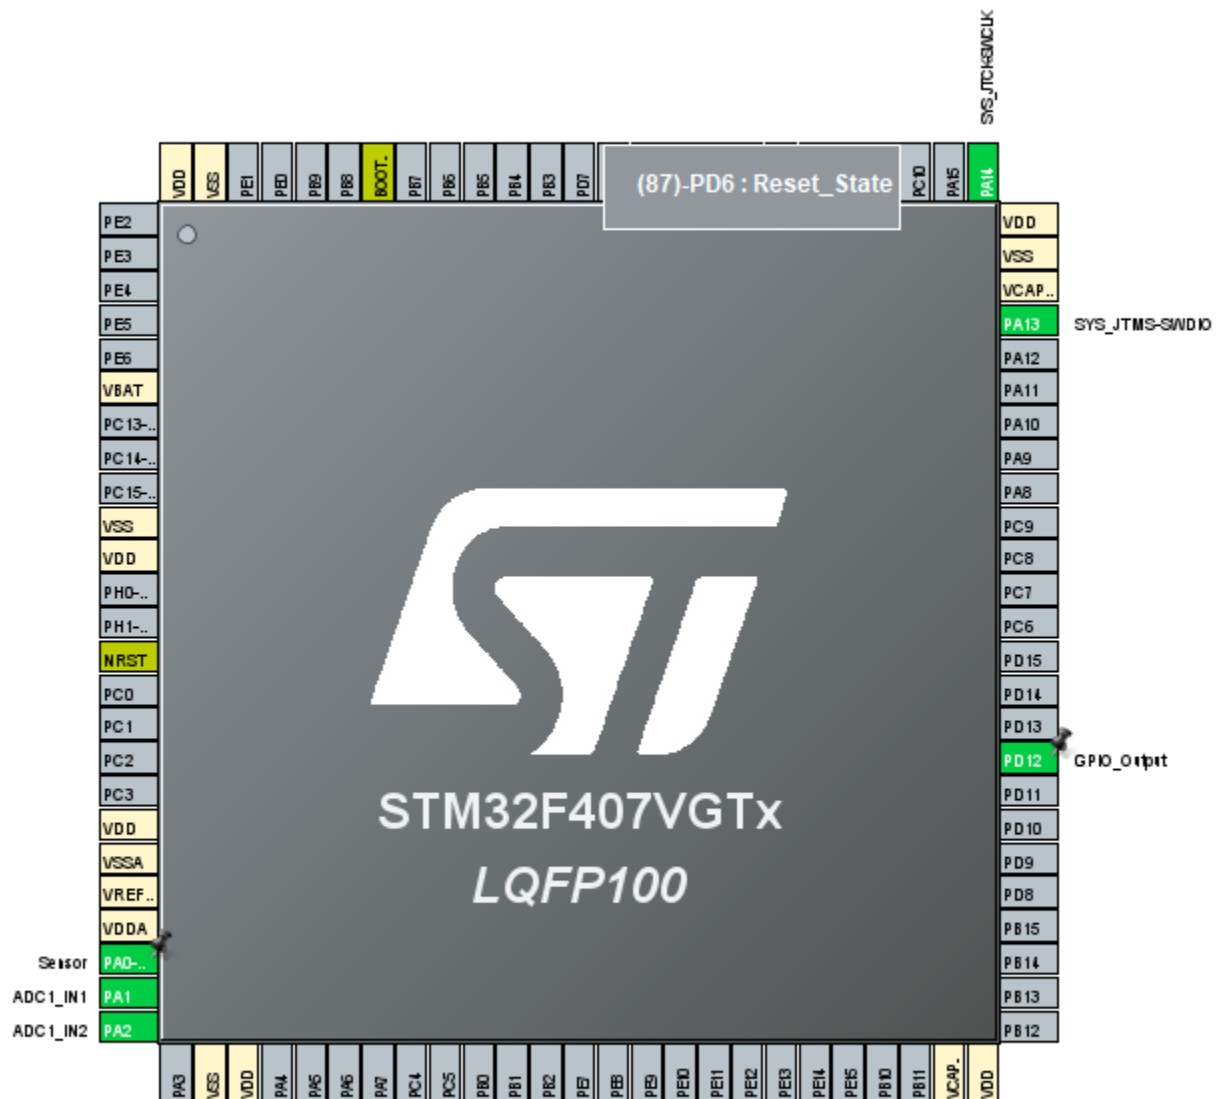 SYS_JTCK-SWCLK
VDD
VSS
PE1
PE0
PB9
PB8
BOOT..
PB7
PB6
PB5
PB4
PB3
PD7
(87)-PD6 : Reset_State
PC10
PA15
PA14
PE2
PE3
PE4
PE5
PE6
VBAT
PC13-..
PC14-..
PC15-..
VSS
VDD
PH0-..
PH1-..
NRST
PC0
PC1
PC2
PC3
VDD
VSSA
VREF..
VDDA
Sensor PA0-..
ADC1_IN1 PA1
ADC1_IN2 PA2
ST
STM32F407VGTx
LQFP100
VDD
VSS
VCAP..
PA13 SYS_JTMS-SWDIO
PA12
PA11
PA10
PA9
PA8
PC9
PC8
PC7
PC6
PD15
PD14
PD13
PD12 GPIO_Output
PD11
PD10
PD9
PD8
PB15
PB14
PB13
PB12
PA3
VSS
VDD
PA4
PA5
PA6
PA7
PC4
PC5
PB0
PB1
PB2
PE7
PE8
PE9
PE10
PE11
PE12
PE13
PE14
PE15
PB10
PB11
VCAP..
VDD